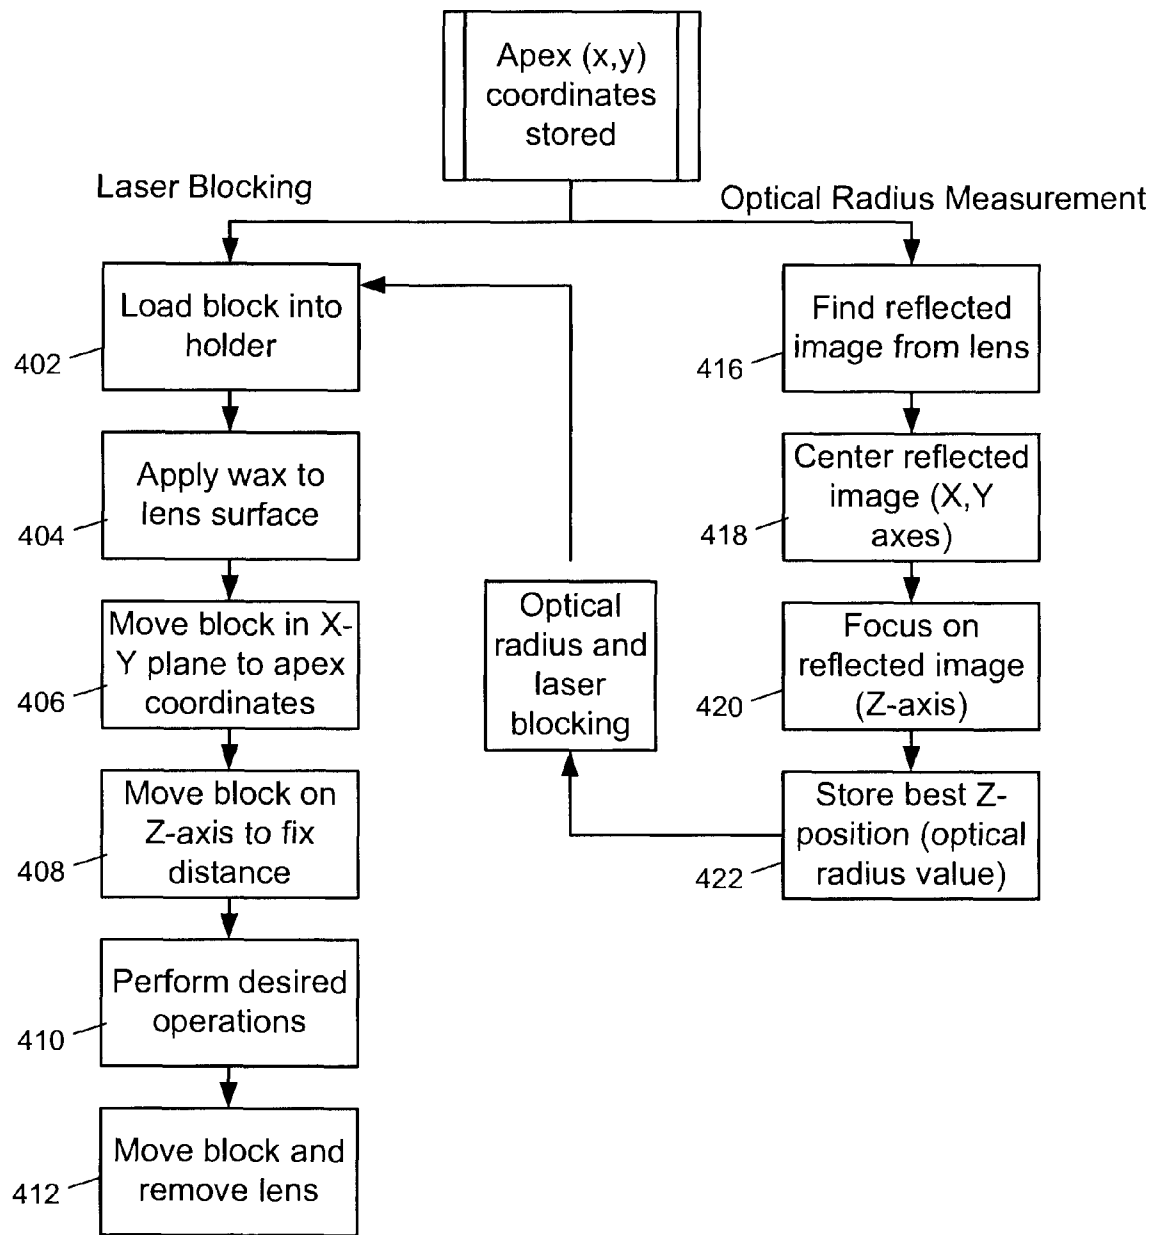 Apex (x,y)
coordinates
stored
Laser Blocking
Optical Radius Measurement
Load block into
holder
402
Apply wax to
lens surface
404
Move block in X-
Y plane to apex
coordinates
406
Move block on
Z-axis to fix
distance
408
Perform desired
operations
410
Move block and
remove lens
412
Optical
radius and
laser
blocking
Find reflected
image from lens
416
Center reflected
image (X,Y
axes)
418
Focus on
reflected image
(Z-axis)
420
Store best Z-
position (optical
radius value)
422